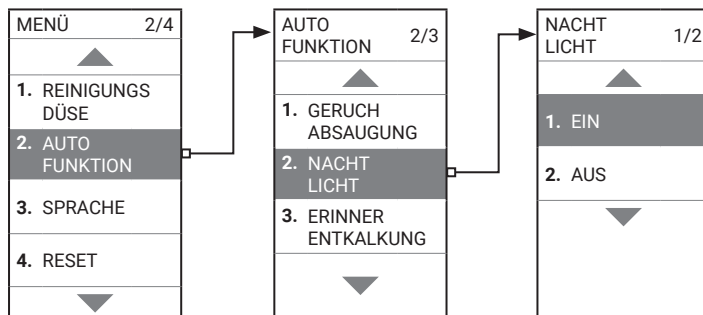 MENÜ 2/4
1. REINIGUNGS
DÜSE
2. AUTO
FUNKTION
3. SPRACHE
4. RESET
AUTO
FUNKTION 2/3
1. GERUCH
ABSAUGUNG
2. NACHT
LICHT
3. ERINNER
ENTKALKUNG
NACHT
LICHT 1/2
1. EIN
2. AUS